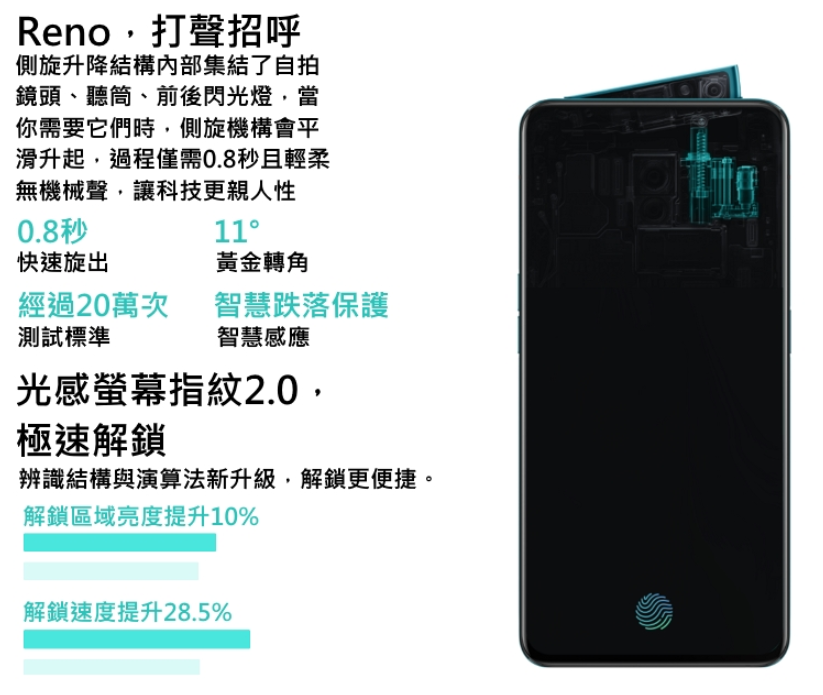 Reno，打聲招呼
側旋升降結構內部集結了自拍
鏡頭、聽筒、前後閃光燈，當
你需要它們時，側旋機構會平
滑升起，過程僅需0.8秒且輕柔
無機械聲，讓科技更親人性
0.8秒
11°
快速旋出
黃金轉角
經過20萬次
智慧跌落保護
測試標準
智慧感應
光感螢幕指紋2.0，
極速解鎖
辨識結構與演算法新升級，解鎖更便捷。
解鎖區域亮度提升10%
解鎖速度提升28.5%